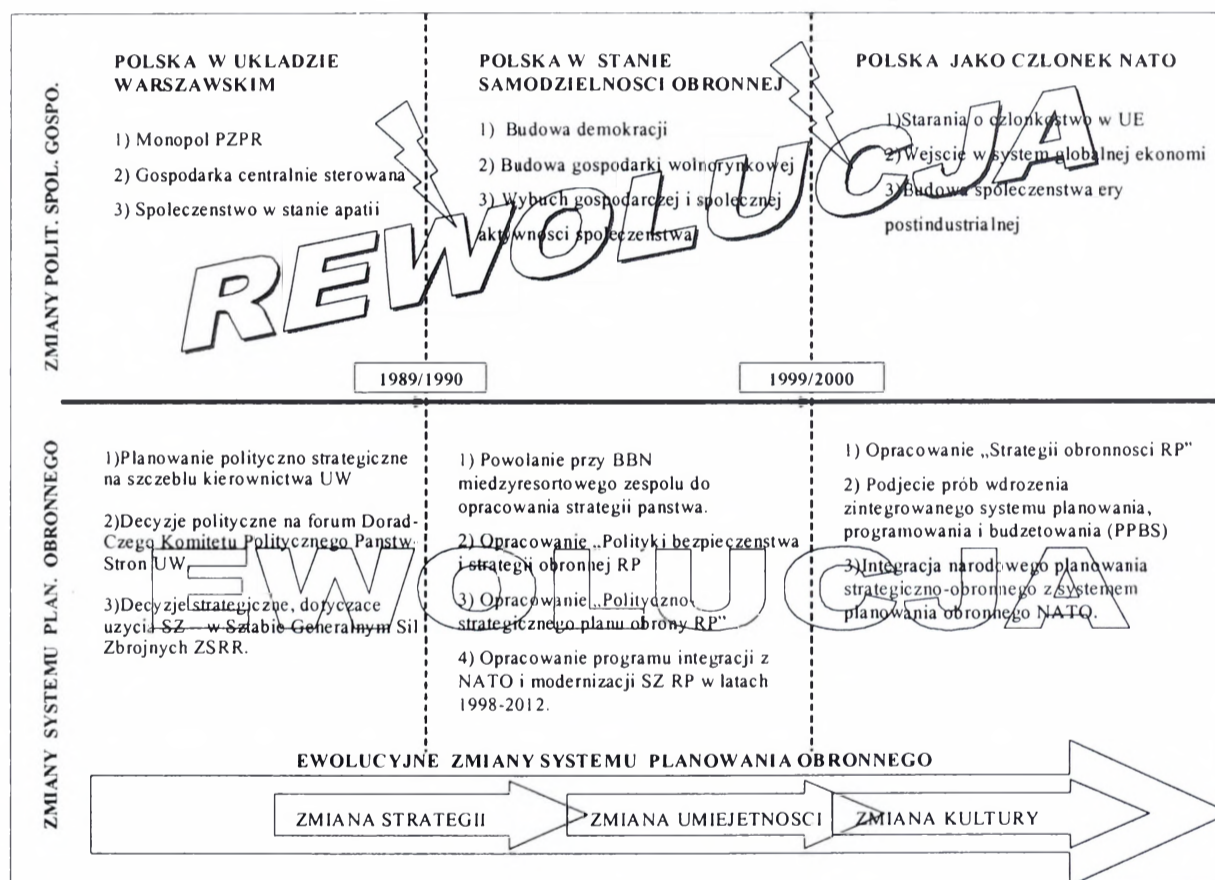 ZMIANY POLIT. SPOL. GOSPO.
POLSKA W UKLADZIE
WARSZAWSKIM
1) Monopol PZPR
2) Gospodarka centralnie sterowana
3) Spoleczenstwo w stanie apatii
POLSKA W STANIE
SAMODZIELNOSCI OBRONNEJ
1) Budowa demokracji
2) Budowa gospodarki wolnorynkowej
3) Wybuch gospodarczej i spolecznej
aktywnosci spoleczenstwa
POLSKA JAKO CZLONEK NATO
1)Starania o czlonkostwo w UE
2)Wejscie w system globalnej ekonomi
3)Budowa spoleczenstwa ery
postindustrialnej
REWOLUCJA
1989/1990
1999/2000
ZMIANY SYSTEMU PLAN. OBRONNEGO
1)Planowanie polityczno strategiczne
na szczeblu kierownictwa UW
2)Decyzje polityczne na forum Dorad-
Czego Komitetu Politycznego Panstw-
Stron UW,
3)Decyzje strategiczne, dotyczace
uzycia SZ – w Sztabie Generalnym Sil
Zbrojnych ZSRR.
1) Powolanie przy BBN
miedzyresortowego zespolu do
opracowania strategii panstwa.
2) Opracowanie „Polityki bezpieczenstwa
i strategii obronnej RP
3) Opracowanie „Polityczno-
strategicznego planu obrony RP"
4) Opracowanie programu integracji z
NATO i modernizacji SZ RP w latach
1998-2012.
1) Opracowanie „Strategii obronnosci RP"
2) Podjecie prób wdrozenia
zintegrowanego systemu planowania,
programowania i budzetowania (PPBS)
3)Integracja narodowego planowania
strategiczno-obronnego z systemem
planowania obronnego NATO.
EWOLUCJA
EWOLUCYJNE ZMIANY SYSTEMU PLANOWANIA OBRONNEGO
ZMIANA STRATEGII
ZMIANA UMIEJETNOSCI
ZMIANA KULTURY